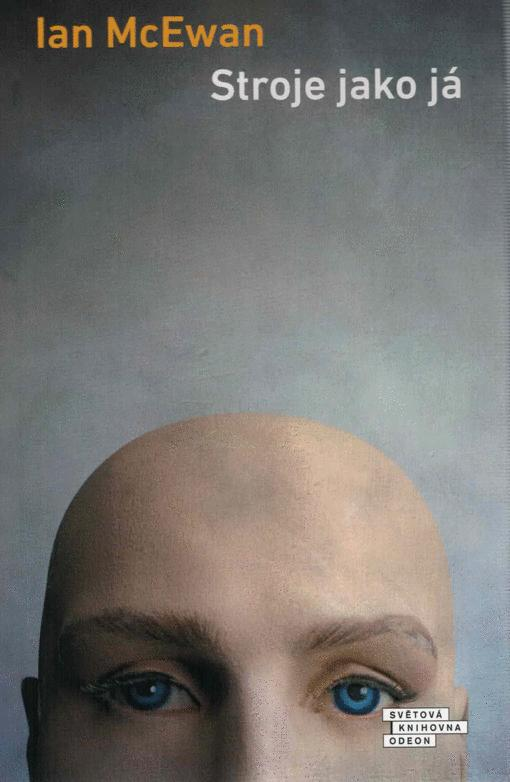 Ian McEwan
Stroje jako já
SVĚTOVÁ
KNIHOVNA
ODEON